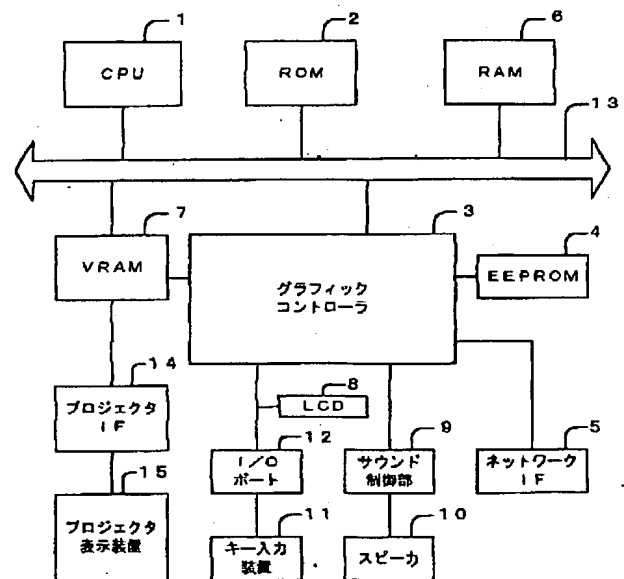 1
2
6
CPU
ROM
RAM
13
7
3
4
VRAM
グラフィック
コントローラ
EEPROM
14
8
LCD
プロジェクタ
IF
12
9
5
I/O
ポート
サウンド
制御部
ネットワーク
IF
15
11
10
プロジェクタ
表示装置
キー入力
装置
スピーカ